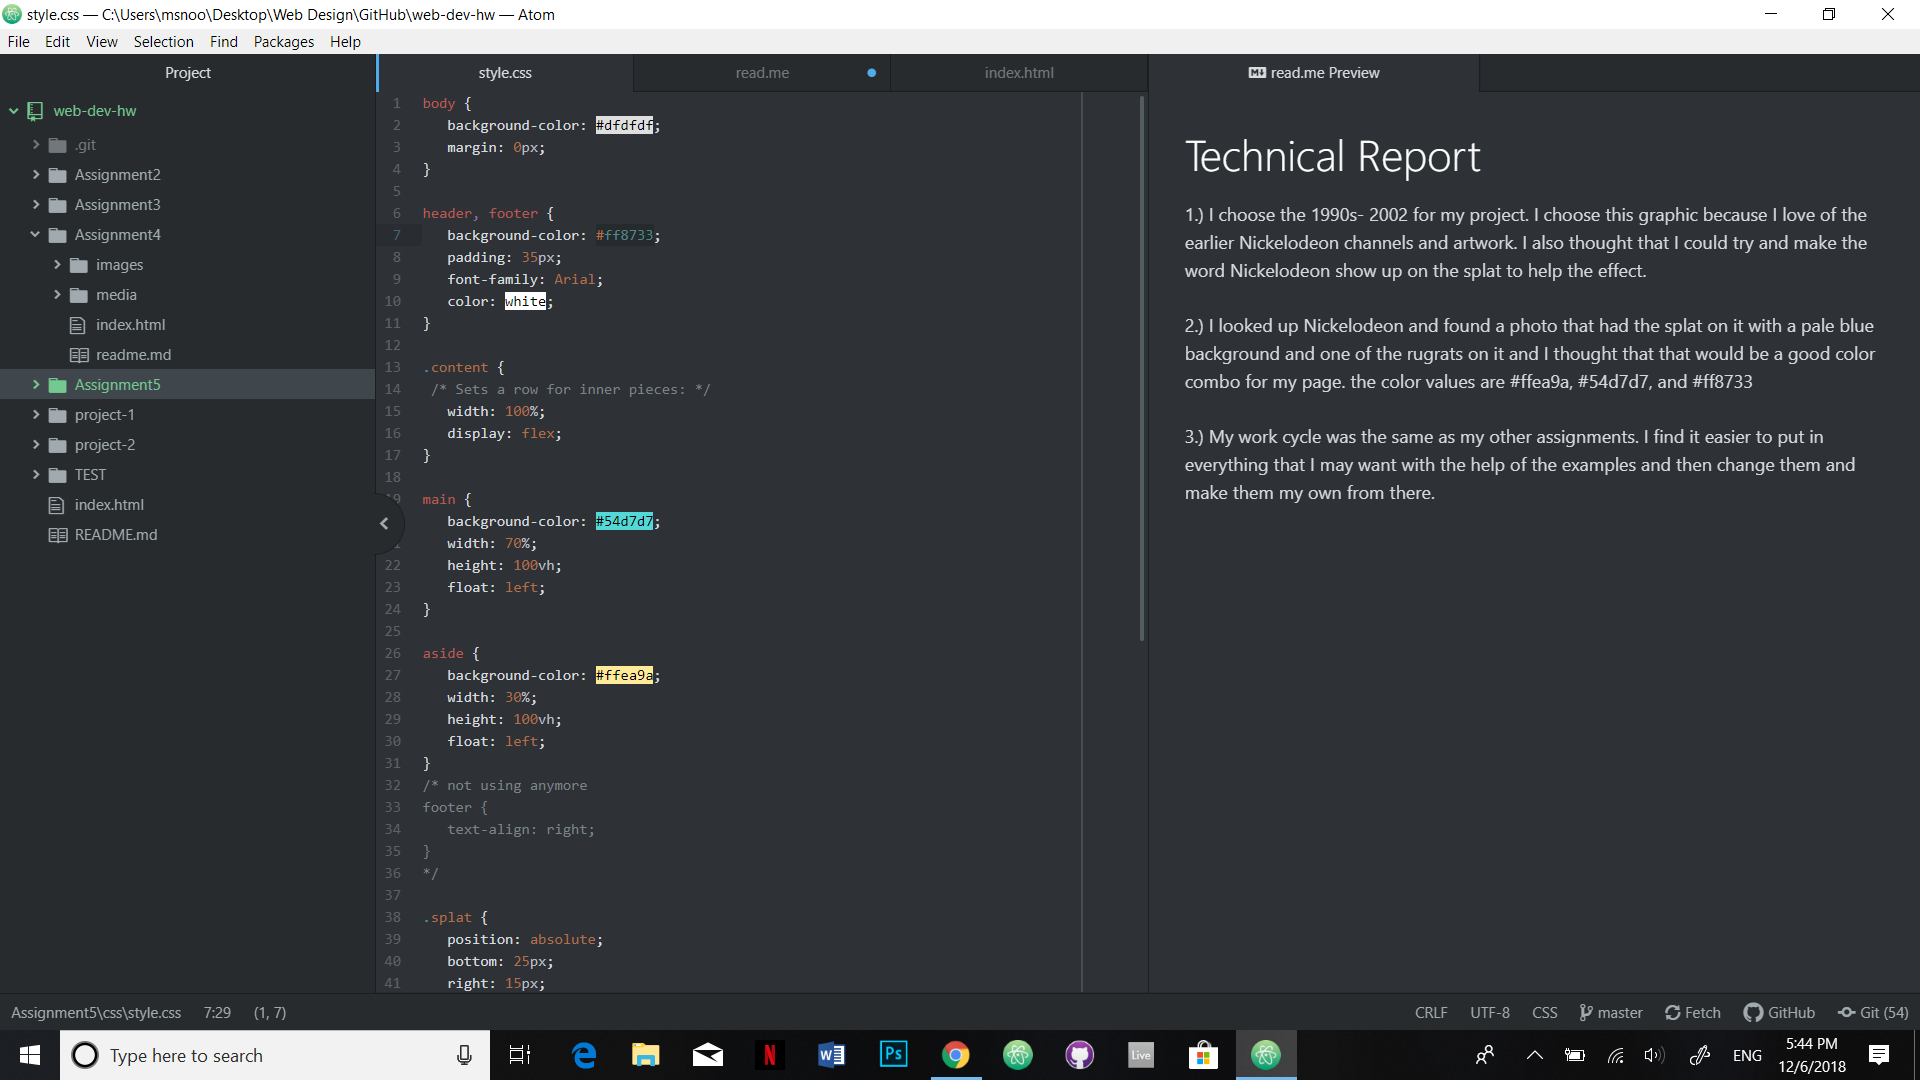 style.css — C:\Users\msnoo\Desktop\Web Design\GitHub\web-dev-hw — Atom
File Edit View Selection Find Packages Help
Project
web-dev-hw
.git
Assignment2
Assignment3
Assignment4
images
media
index.html
readme.md
Assignment5
project-1
project-2
TEST
index.html
README.md
style.css read.me index.html
1 body {
2 background-color: #dfdfdf;
3 margin: 0px;
4 }
5
6 header, footer {
7 background-color: #ff8733;
8 padding: 35px;
9 font-family: Arial;
10 color: white;
11 }
12
13 .content {
14 /* Sets a row for inner pieces: */
15 width: 100%;
16 display: flex;
17 }
18
19 main {
background-color: #54d7d7;
width: 70%;
22 height: 100vh;
23 float: left;
24 }
25
26 aside {
27 background-color: #ffea9a;
28 width: 30%;
29 height: 100vh;
30 float: left;
31 }
32 /* not using anymore
33 footer {
34 text-align: right;
35 }
36 */
37
38 .splat {
39 position: absolute;
40 bottom: 25px;
41 right: 15px;
read.me Preview
Technical Report
1.) I choose the 1990s- 2002 for my project. I choose this graphic because I love of the
earlier Nickelodeon channels and artwork. I also thought that I could try and make the
word Nickelodeon show up on the splat to help the effect.
2.) I looked up Nickelodeon and found a photo that had the splat on it with a pale blue
background and one of the rugrats on it and I thought that that would be a good color
combo for my page. the color values are #ffea9a, #54d7d7, and #ff8733
3.) My work cycle was the same as my other assignments. I find it easier to put in
everything that I may want with the help of the examples and then change them and
make them my own from there.
Assignment5\css\style.css 7:29 (1, 7)
CRLF UTF-8 CSS master Fetch GitHub Git (54)
Type here to search
Ps
Live
ENG
5:44 PM
12/6/2018